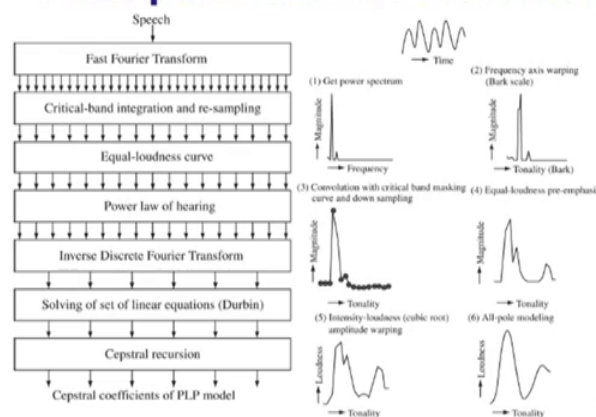 Speech
Fast Fourier Transform
Critical-band integration and re-sampling
Equal-loudness curve
Power law of hearing
Inverse Discrete Fourier Transform
Solving of set of linear equations (Durbin)
Cepstral recursion
Cepstral coefficients of PLP model
Time
(1) Get power spectrum
Magnitude
Frequency
(2) Frequency axis warping
(Bark scale)
Magnitude
Tonality (Bark)
(3) Convolution with critical band masking
curve and down sampling
Magnitude
Tonality
(4) Equal-loudness pre-emphasi
Magnitude
Tonality
(5) Intensity-loudness (cubic root)
amplitude warping
Loudness
Tonality
(6) All-pole modeling
Loudness
Tonality